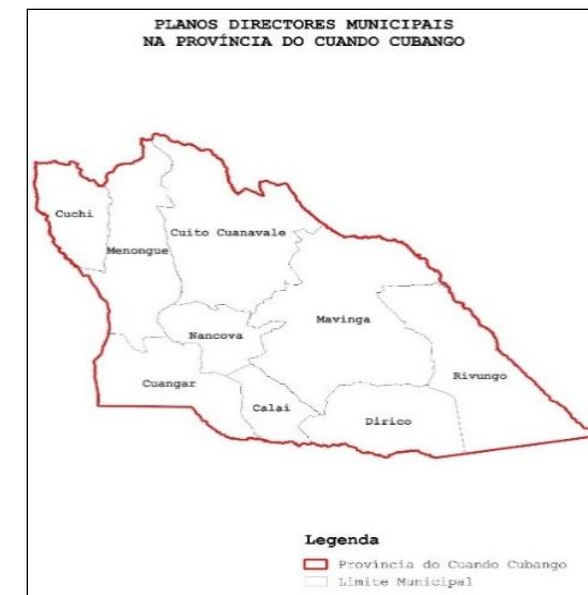 PLANOS DIRECTORES MUNICIPAIS
NA PROVÍNCIA DO CUANDO CUBANGO
Cuchi
Menongue
Cuito Cuanavale
Nancova
Mavinga
Cuangar
Calai
Dirico
Rivungo
Legenda
Província do Cuando Cubango
Limite Municipal